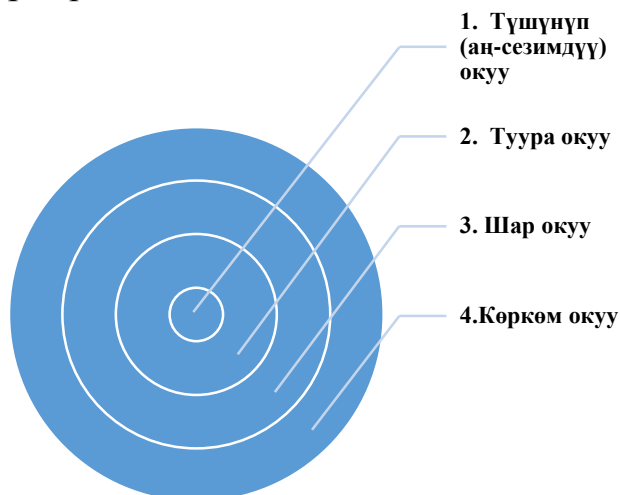 1. Түшүнүп
(аң-сезимдүү)
окуу
2. Туура окуу
3. Шар окуу
4.Көркөм окуу